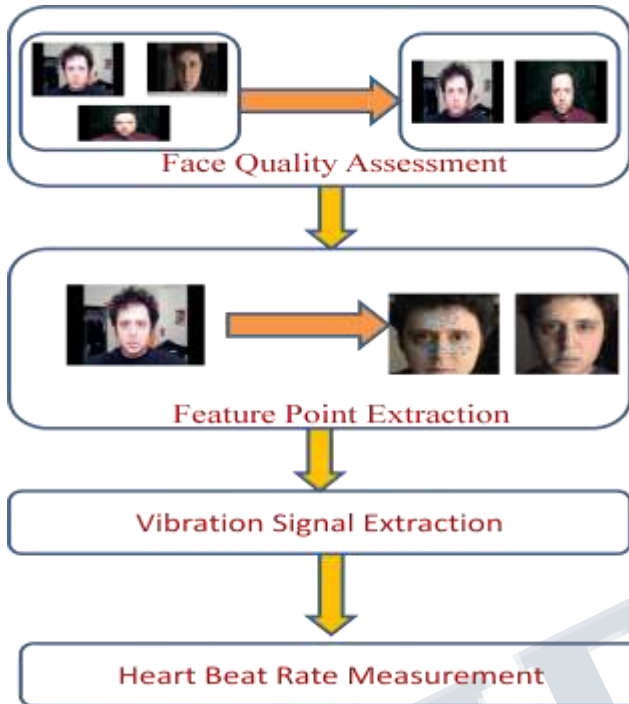 Face Quality Assessment
Feature Point Extraction
Vibration Signal Extraction
Heart Beat Rate Measurement